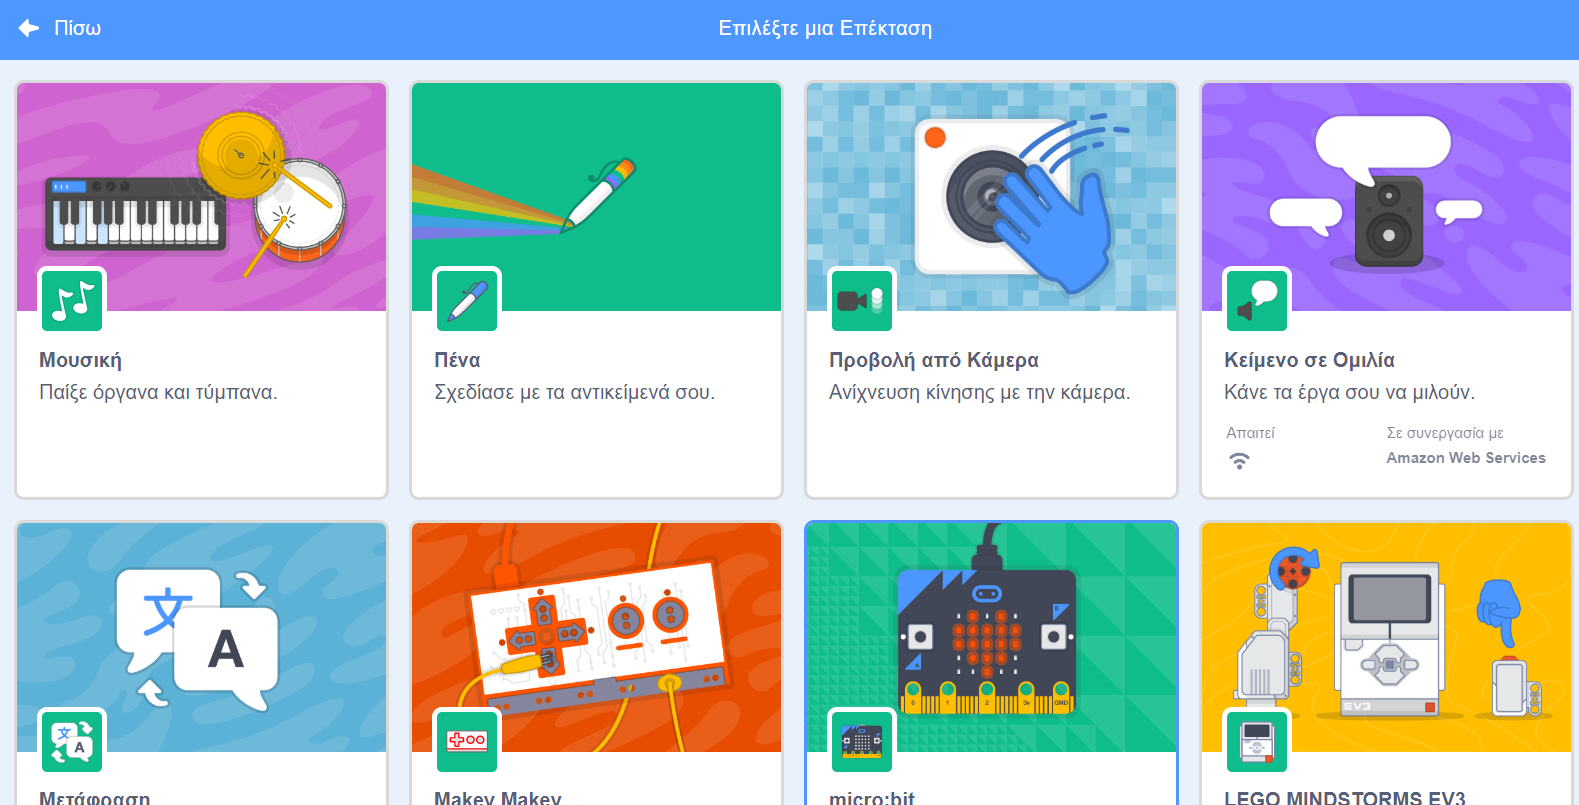 Πίσω
Επιλέξτε μια Επέκταση
Μουσική
Παίξε όργανα και τύμπανα.
Πένα
Σχεδίασε με τα αντικείμενά σου.
Προβολή από Κάμερα
Ανίχνευση κίνησης με την κάμερα.
Κείμενο σε Ομιλία
Κάνε τα έργα σου να μιλούν.
Απαιτεί
Σε συνεργασία με
Amazon Web Services
文
A
文
A
Μετάφραση
Makey Makey
B
A
0 1 2 3v GND
micro:bit
EV3
LEGO MINDSTORMS EV3